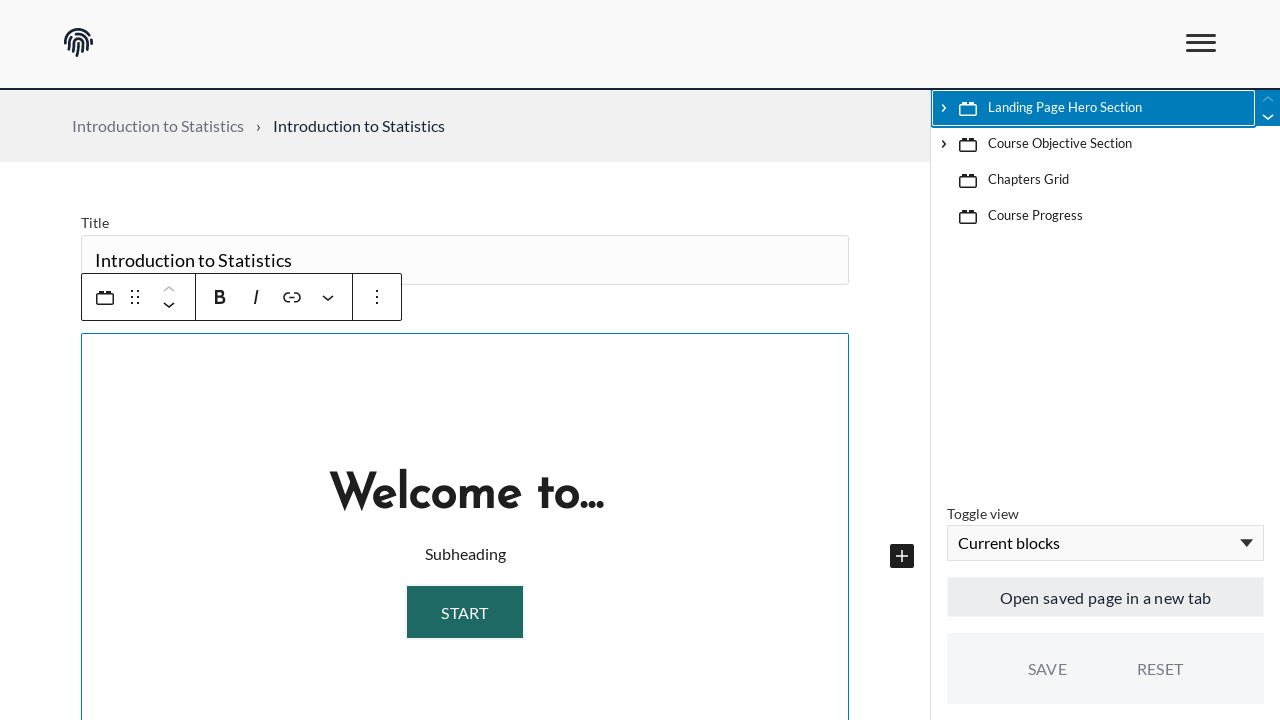 Introduction to Statistics › Introduction to Statistics
Title
Introduction to Statistics
B I
Welcome to...
Subheading
START
Landing Page Hero Section
Course Objective Section
Chapters Grid
Course Progress
Toggle view
Current blocks
Open saved page in a new tab
SAVE RESET